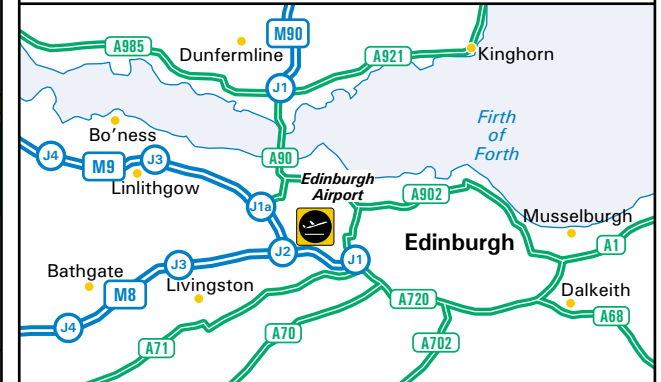 M90
A985
Dunfermline
A921
Kinghorn
J1
Firth
of
Forth
Bo’ness
J4
M9
J3
A90
Linlithgow
Edinburgh
Airport
A902
J1a
Musselburgh
Edinburgh
A1
J2
J1
J3
Bathgate
M8
Livingston
A720
Dalkeith
J4
A71
A70
A702
A68